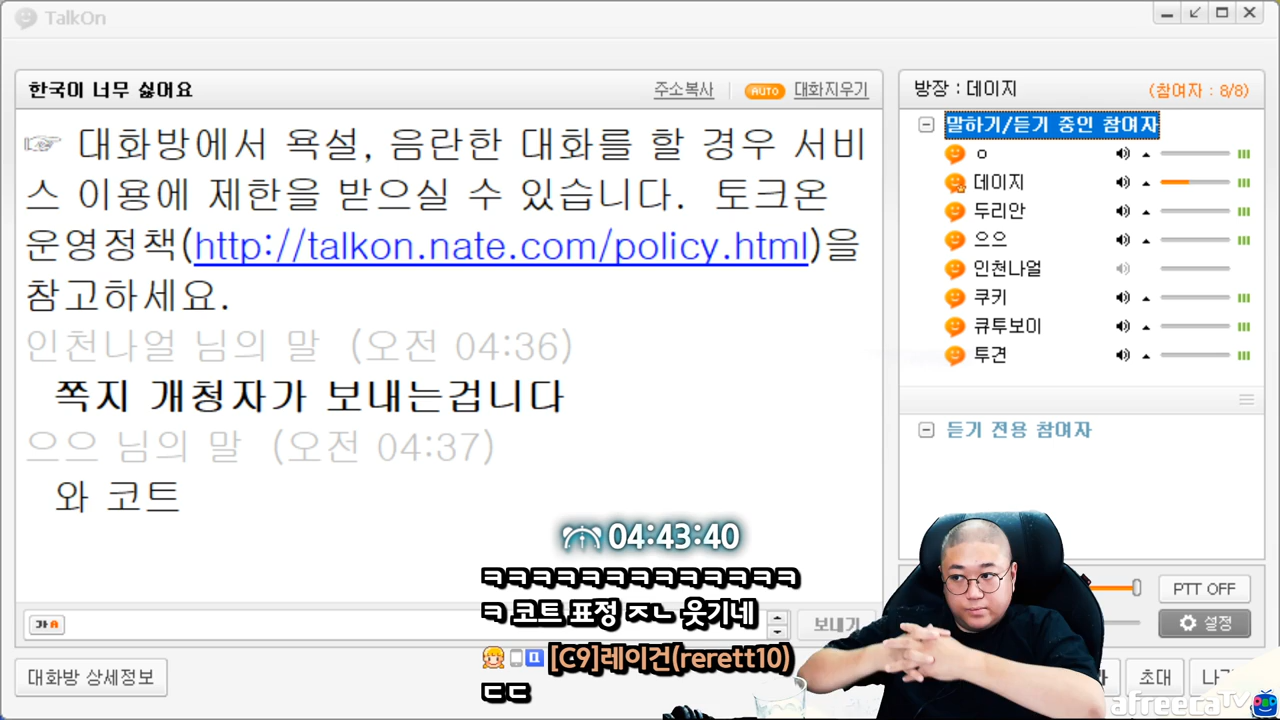 TalkOn
한국이 너무 싫어요
주소복사
AUTO
대화지우기
방장 : 데이지
(참여자 : 8/8)
☞ 대화방에서 욕설, 음란한 대화를 할 경우 서비
스 이용에 제한을 받으실 수 있습니다. 토크온
운영정책(http://talkon.nate.com/policy.html)을
참고하세요.
인천나얼 님의 말 (오전 04:36)
쪽지 개청자가 보내는겁니다
으으 님의 말 (오전 04:37)
와 코트
말하기/듣기 중인 참여자
ㅇ
데이지
두리안
으으
인천나얼
쿠키
큐투보이
투견
듣기 전용 참여자
04:43:40
ㅋㅋㅋㅋㅋㅋㅋㅋㅋㅋㅋㅋㅋ
ㅋ 코트 표정 ㅈㄴ 웃기네
[C9]레이건(rerett10)
ㄷㄷ
가A
보내기
PTT OFF
설정
대화방 상세정보
초대
afreecaTV